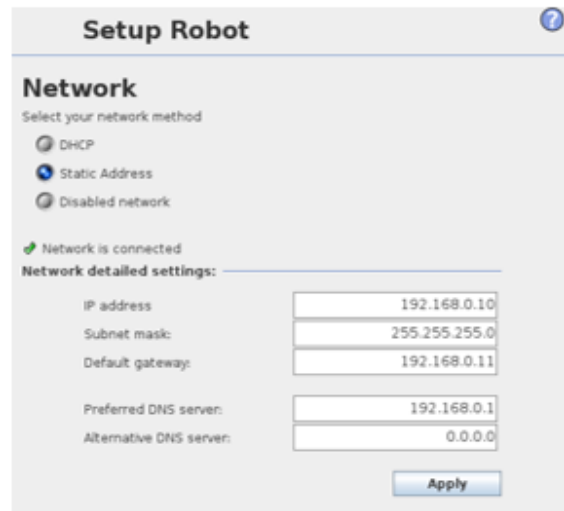 Setup Robot
?
Network
Select your network method
DHCP
Static Address
Disabled network
Network is connected
Network detailed settings:
IP address 192.168.0.10
Subnet mask: 255.255.255.0
Default gateway: 192.168.0.11
Preferred DNS server: 192.168.0.1
Alternative DNS server: 0.0.0.0
Apply